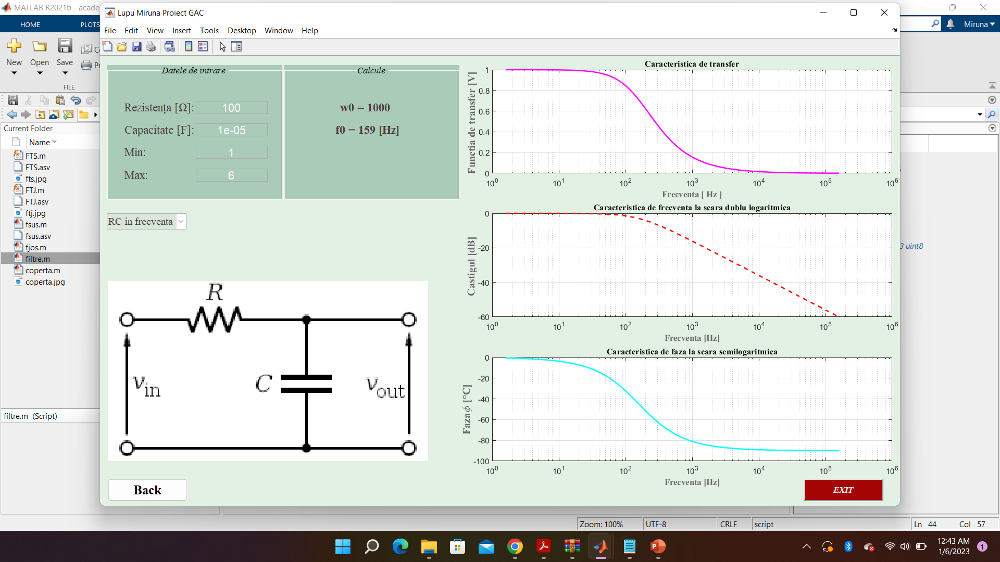 MATLAB R2021b - acade
HOME
PLOTS
Miruna
New
Open
Save
FILE
Current Folder
Name
FTS.m
FTS.asv
fts.jpg
FTJ.m
FTJ.asv
ftj.jpg
fsus.m
fsus.asv
fjos.m
filtre.m
coperta.m
coperta.jpg
filtre.m (Script)
Lupu Miruna Proiect GAC
File Edit View Insert Tools Desktop Window Help
Datele de intrare
Rezistența [Ω]: 100
Capacitate [F]: 1e-05
Min: 1
Max: 6
Calcule
w0 = 1000
f0 = 159 [Hz]
RC in frecventa
R
C
vin
vout
Back
Caracteristica de transfer
Functia de transfer [V]
1
0.8
0.6
0.4
0.2
0
10^0 10^1 10^2 10^3 10^4 10^5 10^6
Frecventa [ Hz ]
Caracteristica de frecventa la scara dublu logaritmica
Castigul [dB]
0
-20
-40
-60
10^0 10^1 10^2 10^3 10^4 10^5 10^6
Frecventa [Hz]
Caracteristica de faza la scara semilogaritmica
Faza ϕ [°C]
0
-20
-40
-60
-80
-100
10^0 10^1 10^2 10^3 10^4 10^5 10^6
Frecventa [Hz]
EXIT
3 uint8
Zoom: 100% UTF-8 CRLF script Ln 44 Col 57
12:43 AM
1/6/2023
1